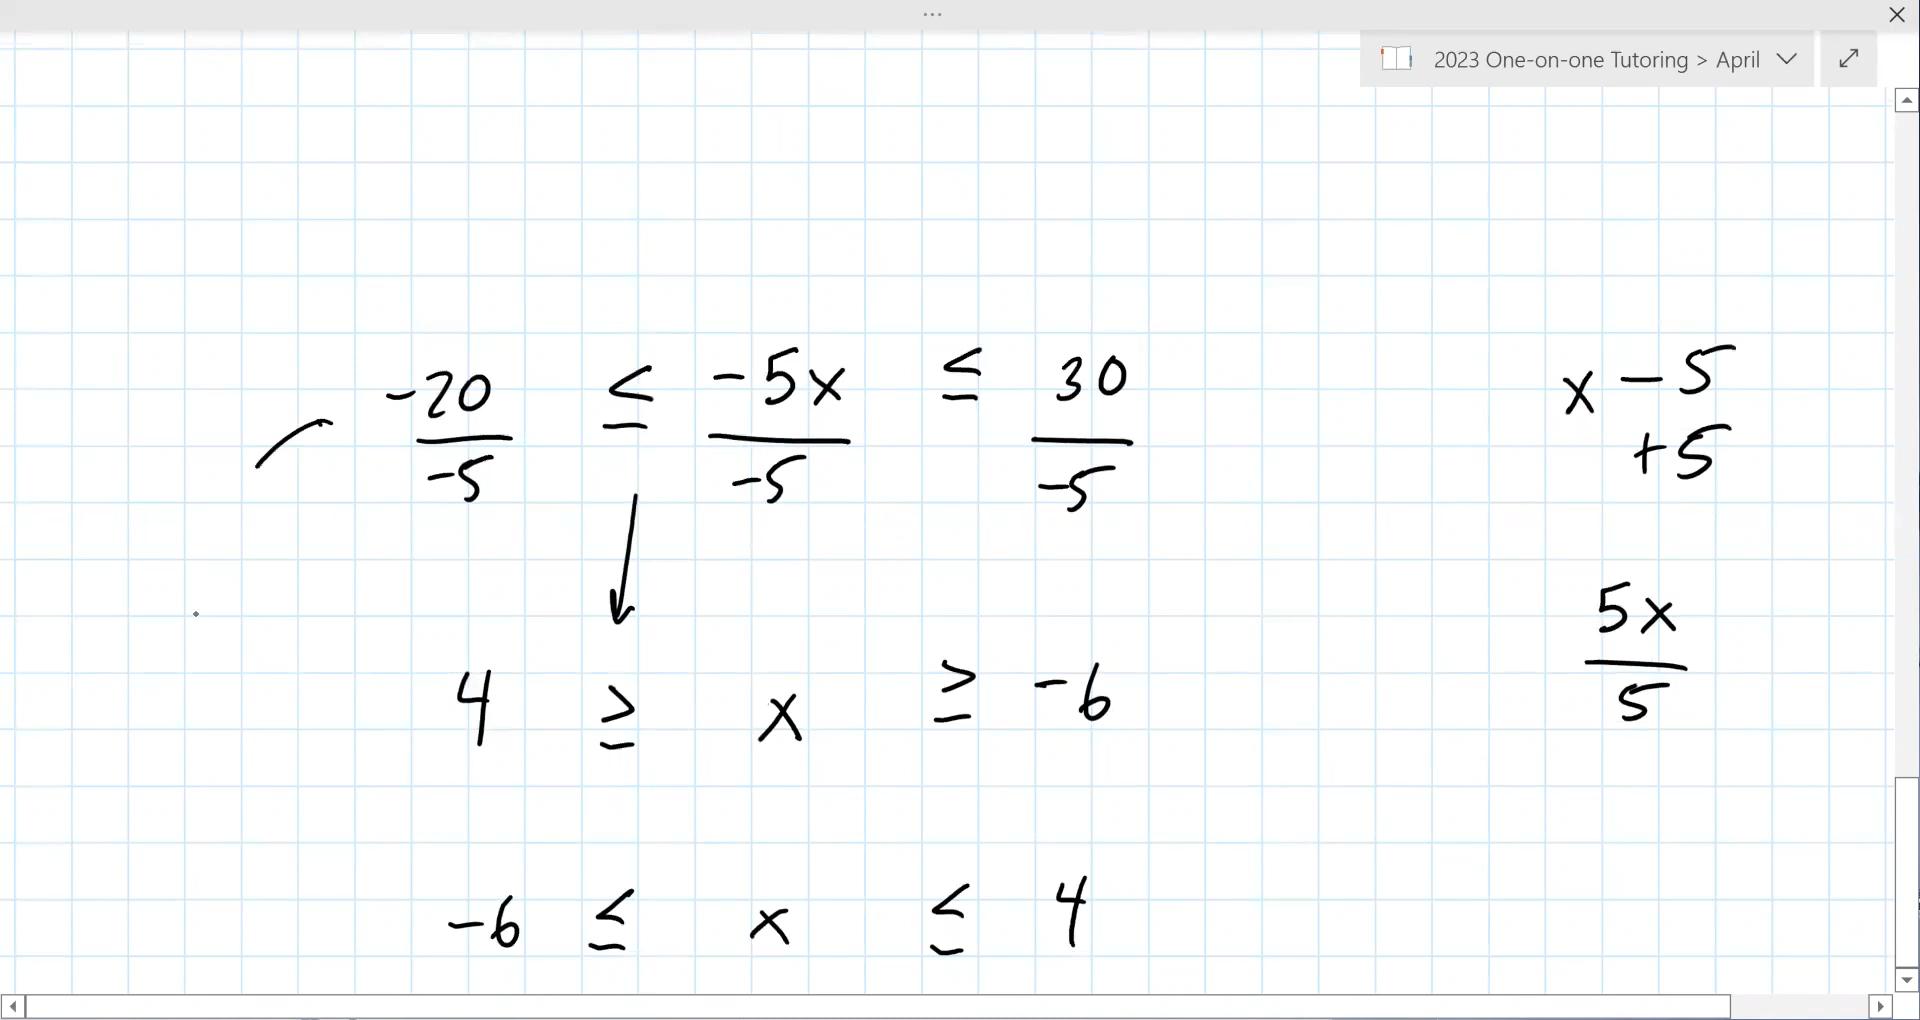 ...
2023 One-on-one Tutoring > April
-20 ≤ -5x ≤ 30
-5 -5 -5
4 ≥ x ≥ -6
-6 ≤ x ≤ 4
x - 5
+5
5x
5